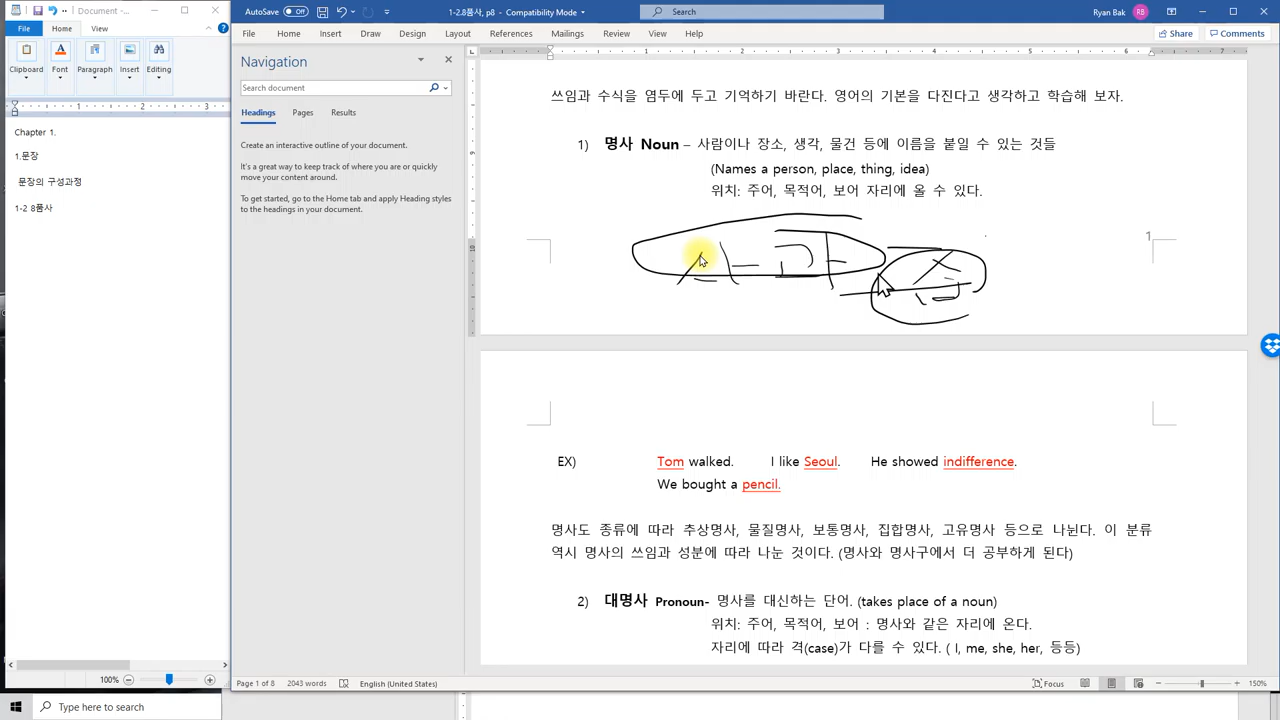 Document -
File
Home
View
Clipboard
Font
Paragraph
Insert
Editing
1
2
3
Chapter 1.
1.문장
문장의 구성과정
1-2 8품사
100%
Type here to search
AutoSave
Off
1-2.8품사, p8 - Compatibility Mode
Search
Ryan Bak
RB
File
Home
Insert
Draw
Design
Layout
References
Mailings
Review
View
Help
Share
Comments
Navigation
Search document
Headings
Pages
Results
Create an interactive outline of your document.
It's a great way to keep track of where you are or quickly
move your content around.
To get started, go to the Home tab and apply Heading styles
to the headings in your document.
쓰임과 수식을 염두에 두고 기억하기 바란다. 영어의 기본을 다진다고 생각하고 학습해 보자.
1) 명사 Noun – 사람이나 장소, 생각, 물건 등에 이름을 붙일 수 있는 것들
(Names a person, place, thing, idea)
위치: 주어, 목적어, 보어 자리에 올 수 있다.
1
EX) Tom walked. I like Seoul. He showed indifference.
We bought a pencil.
명사도 종류에 따라 추상명사, 물질명사, 보통명사, 집합명사, 고유명사 등으로 나뉜다. 이 분류
역시 명사의 쓰임과 성분에 따라 나눈 것이다. (명사와 명사구에서 더 공부하게 된다)
2) 대명사 Pronoun- 명사를 대신하는 단어. (takes place of a noun)
위치: 주어, 목적어, 보어 : 명사와 같은 자리에 온다.
자리에 따라 격(case)가 다를 수 있다. ( I, me, she, her, 등등)
Page 1 of 8
2043 words
English (United States)
Focus
150%